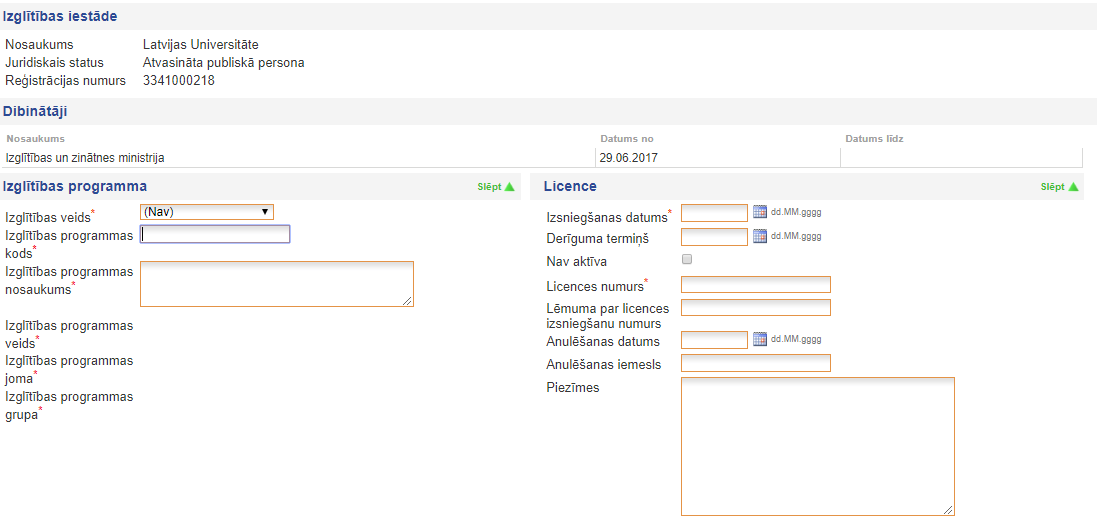 Izglītības iestāde
Nosaukums Latvijas Universitāte
Juridiskais status Atvasināta publiskā persona
Reģistrācijas numurs 3341000218
Dibinātāji
Nosaukums Datums no Datums līdz
Izglītības un zinātnes ministrija 29.06.2017
Izglītības programma Slēpt
Izglītības veids* (Nav)
Izglītības programmas
kods*
Izglītības programmas
nosaukums*
Izglītības programmas
veids*
Izglītības programmas
joma*
Izglītības programmas
grupa*
Licence Slēpt
Izsniegšanas datums* dd.MM.gggg
Derīguma termiņš dd.MM.gggg
Nav aktīva
Licences numurs*
Lēmuma par licences
izsniegšanu numurs
Anulēšanas datums dd.MM.gggg
Anulēšanas iemesls
Piezīmes